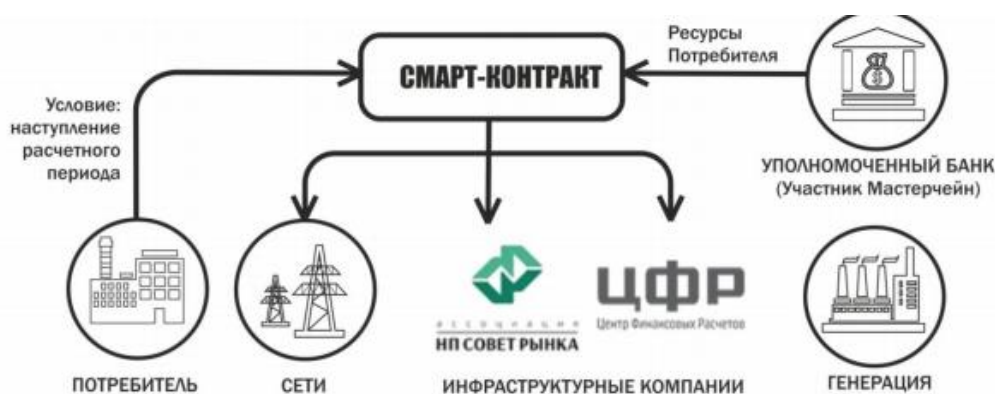 Ресурсы
Потребителя
СМАРТ-КОНТРАКТ
Условие:
наступление
расчетного
периода
$
УПОЛНОМОЧЕННЫЙ БАНК
(Участник Мастерчейн)
ЦФР
Центр Финансовых Расчетов
АССОЦИАЦИЯ
НП СОВЕТ РЫНКА
ПОТРЕБИТЕЛЬ
СЕТИ
ИНФРАСТРУКТУРНЫЕ КОМПАНИИ
ГЕНЕРАЦИЯ